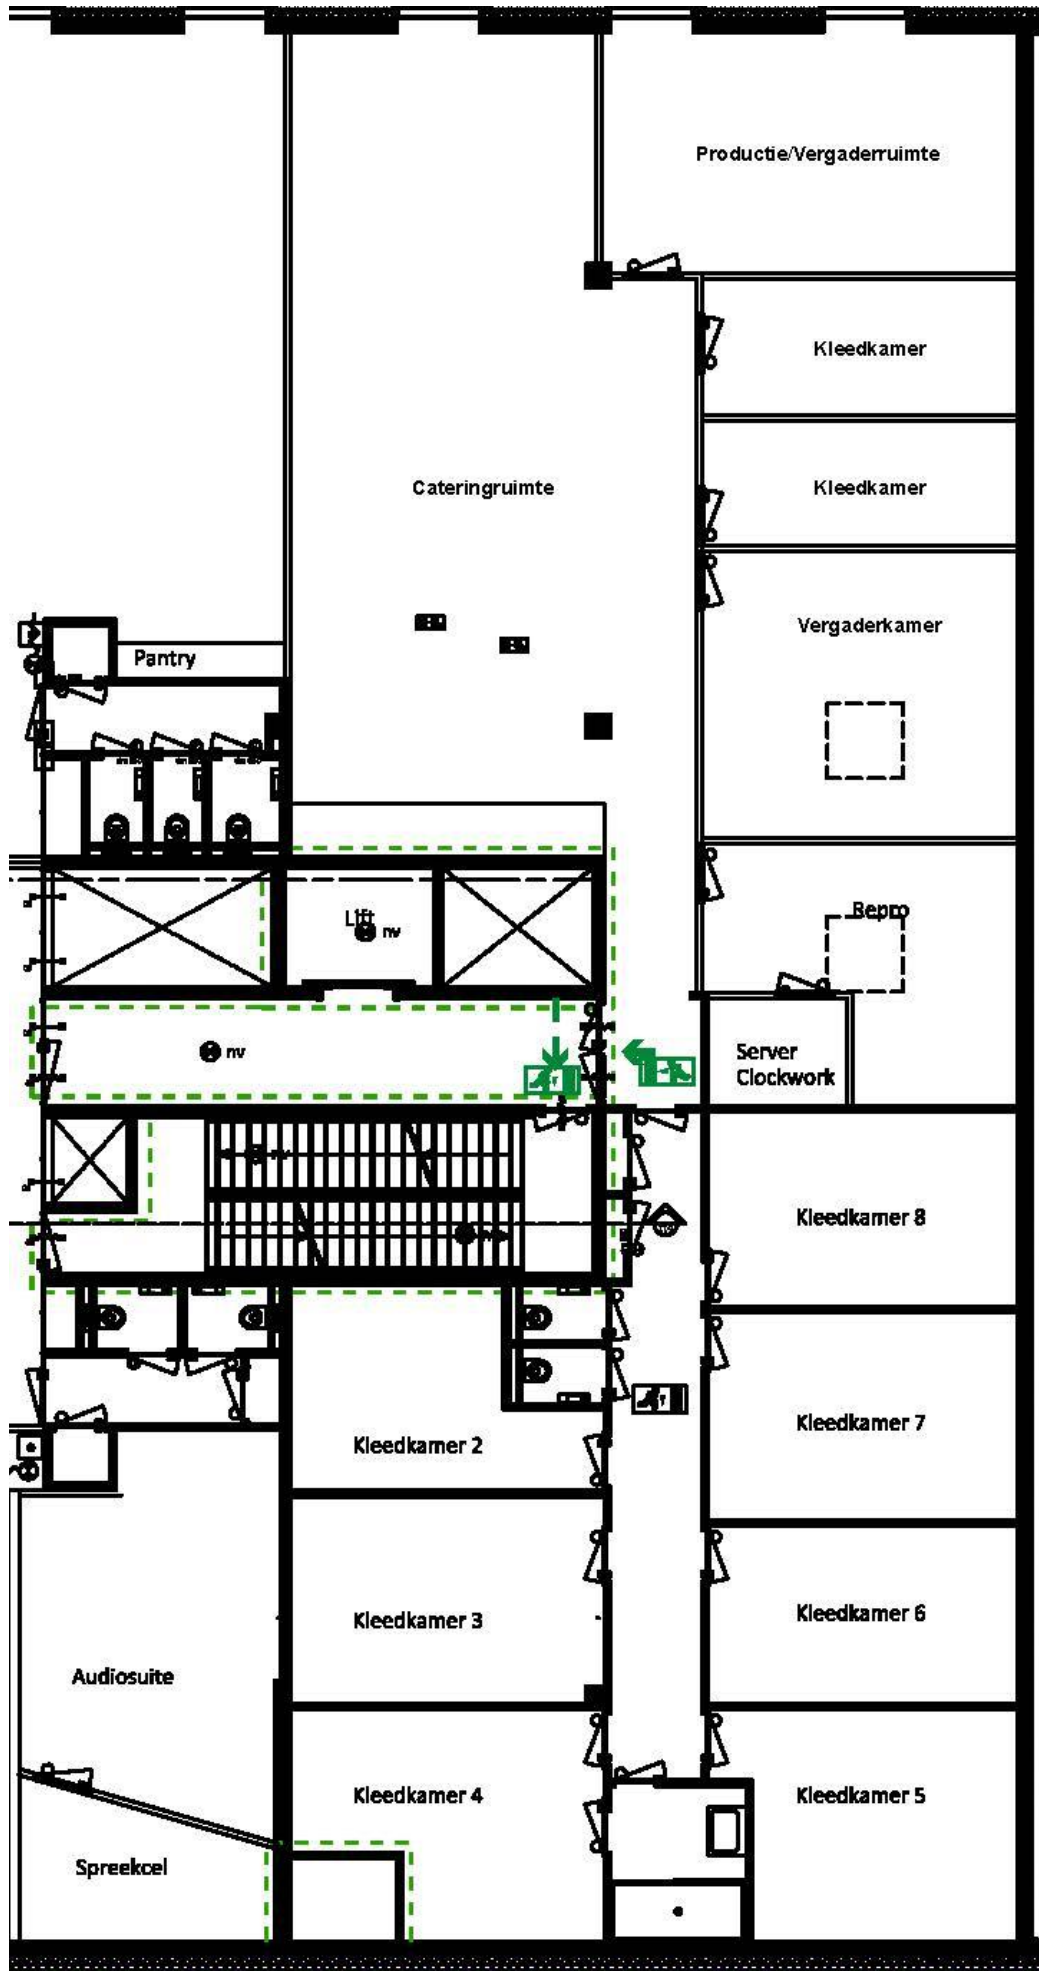 Productie/Vergaderruimte
Kleedkamer
Cateringruimte
Kleedkamer
Vergaderkamer
Pantry
Repro
Lift
nv
nv
Server
Clockwork
Kleedkamer 8
Kleedkamer 7
Kleedkamer 2
Kleedkamer 3
Kleedkamer 6
Audiosuite
Kleedkamer 4
Kleedkamer 5
Spreekcel